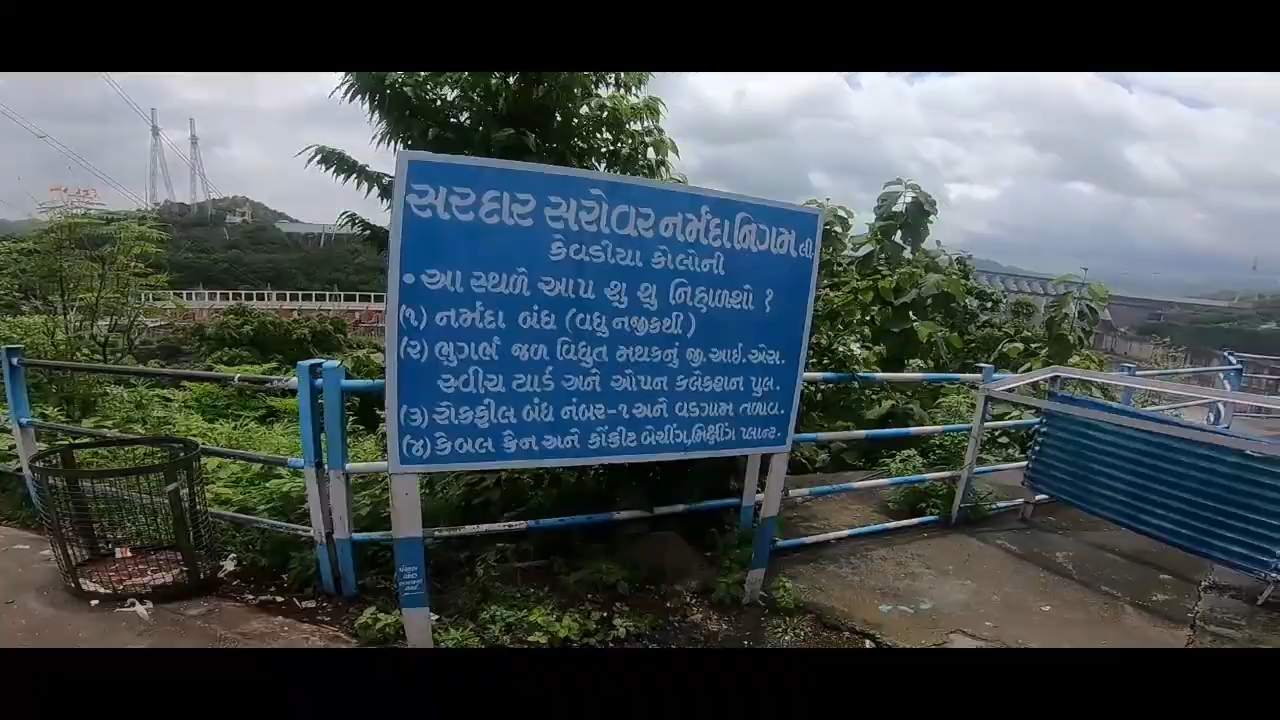 સરદાર સરોવર નર્મદા નિગમ લી
કેવડીયા કોલોની
• આ સ્થળે આપ શુ શુ નિહાળશો ?
(૧) નર્મદા બંધ (વધુ નજીકથી)
(૨) ભુગર્ભ જળ વિધુત મથકનું જી.આઈ.એસ.
સ્વીચ યાર્ડ અને ઓપન કલેકશન પુલ.
(૩) રોકફીલ બંધ નંબર-૧ અને વડગામ તળાવ.
(૪) કેબલ ક્રેન અને કોંક્રીટ બેચીંગ,મિક્ષીંગ પ્લાન્ટ.